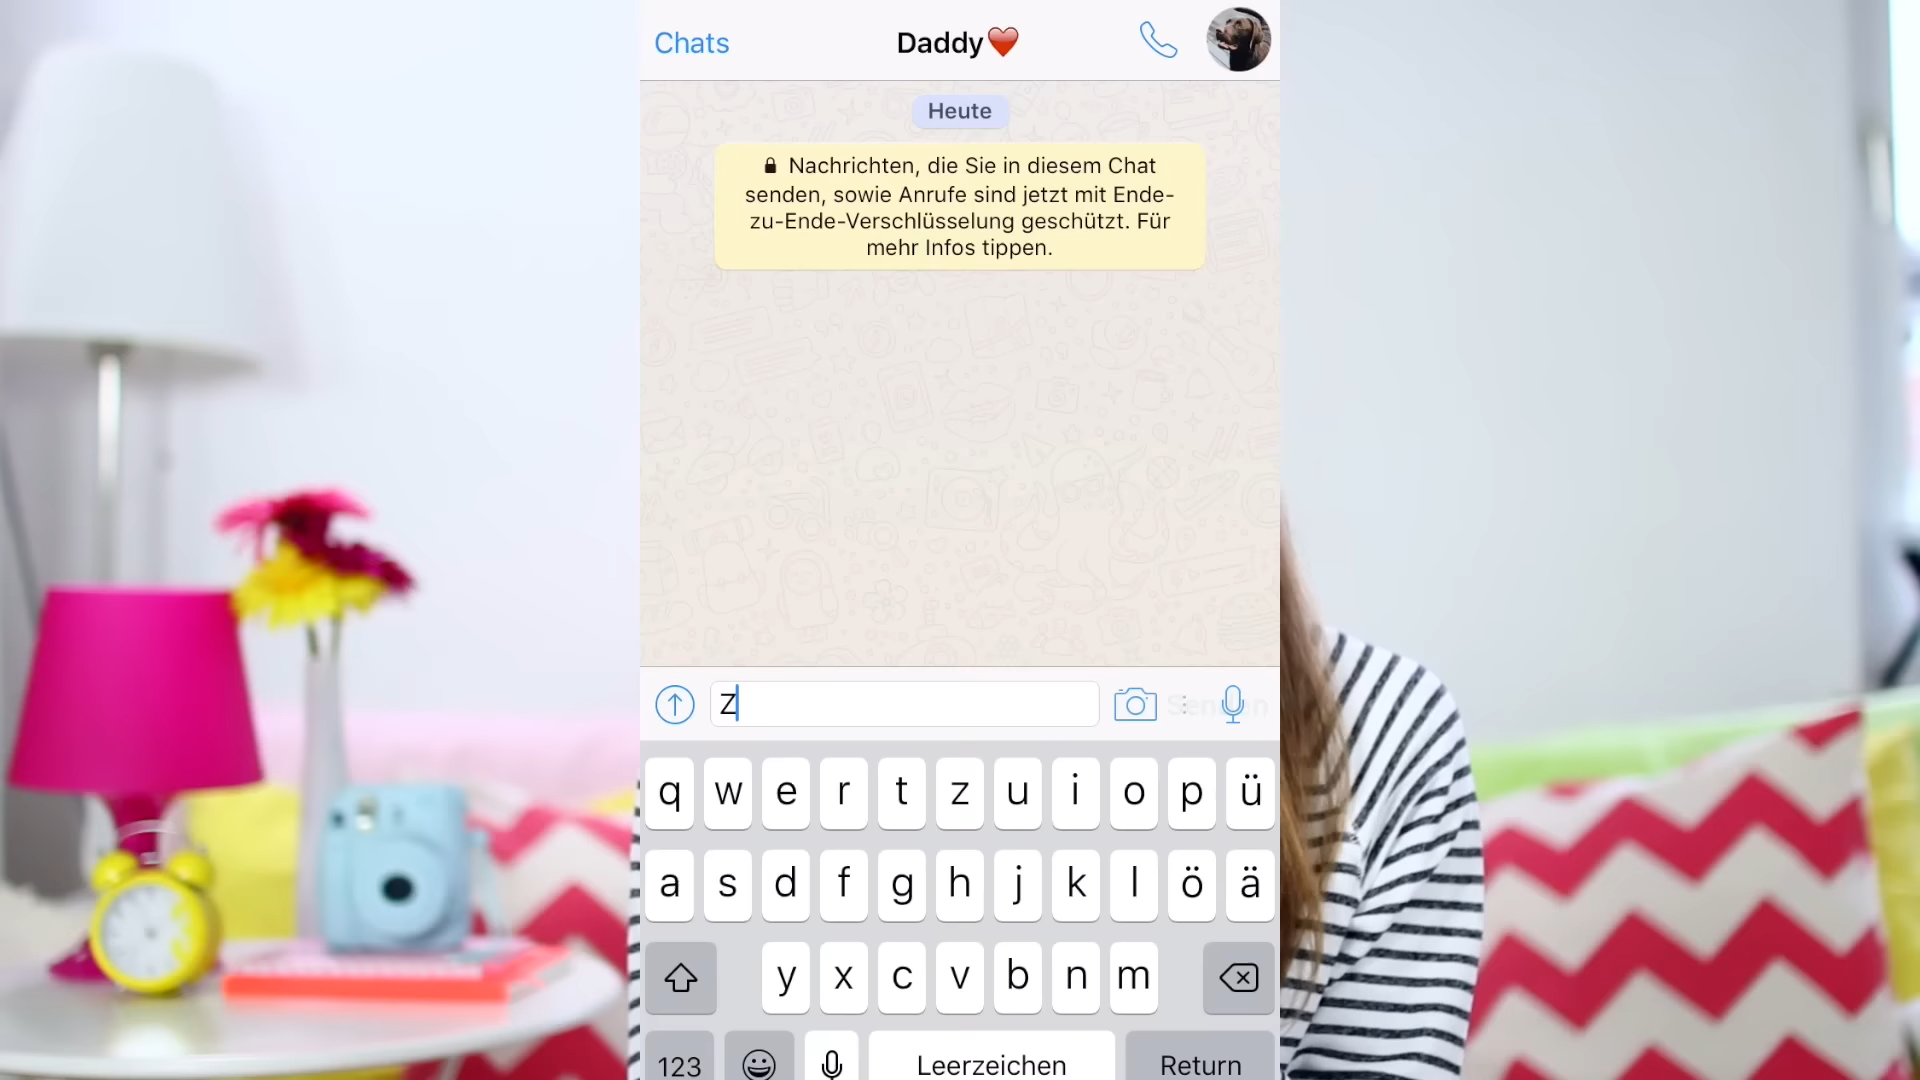 Chats
Daddy❤️
Heute
Nachrichten, die Sie in diesem Chat
senden, sowie Anrufe sind jetzt mit Ende-
zu-Ende-Verschlüsselung geschützt. Für
mehr Infos tippen.
Z
Senden
q w e r t z u i o p ü
a s d f g h j k l ö ä
y x c v b n m
123 Leerzeichen Return